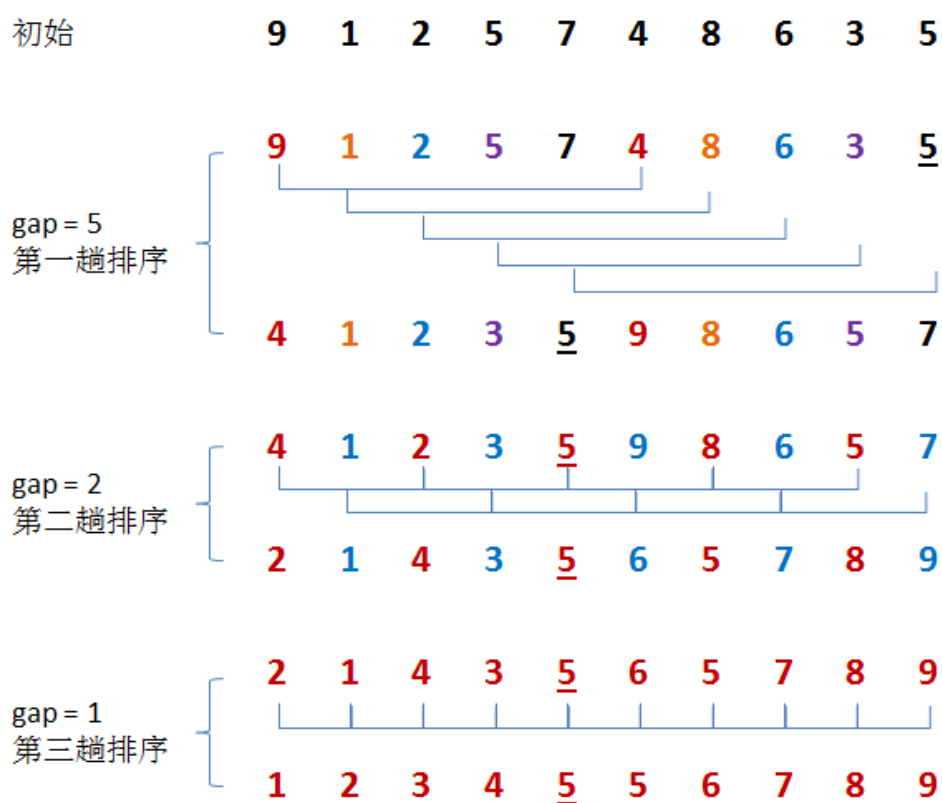 初始 9 1 2 5 7 4 8 6 3 5
9 1 2 5 7 4 8 6 3 5
gap = 5
第一趟排序
4 1 2 3 5 9 8 6 5 7
4 1 2 3 5 9 8 6 5 7
gap = 2
第二趟排序
2 1 4 3 5 6 5 7 8 9
2 1 4 3 5 6 5 7 8 9
gap = 1
第三趟排序
1 2 3 4 5 5 6 7 8 9